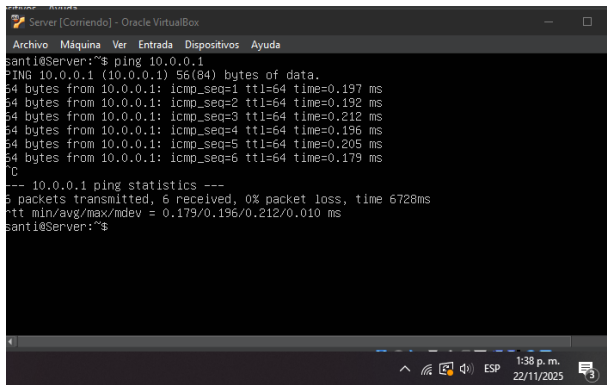 Server [Corriendo] - Oracle VirtualBox
Archivo Máquina Ver Entrada Dispositivos Ayuda
santi@Server:~$ ping 10.0.0.1
PING 10.0.0.1 (10.0.0.1) 56(84) bytes of data.
64 bytes from 10.0.0.1: icmp_seq=1 ttl=64 time=0.197 ms
64 bytes from 10.0.0.1: icmp_seq=2 ttl=64 time=0.192 ms
64 bytes from 10.0.0.1: icmp_seq=3 ttl=64 time=0.212 ms
64 bytes from 10.0.0.1: icmp_seq=4 ttl=64 time=0.196 ms
64 bytes from 10.0.0.1: icmp_seq=5 ttl=64 time=0.205 ms
64 bytes from 10.0.0.1: icmp_seq=6 ttl=64 time=0.179 ms
^C
--- 10.0.0.1 ping statistics ---
6 packets transmitted, 6 received, 0% packet loss, time 6728ms
rtt min/avg/max/mdev = 0.179/0.196/0.212/0.010 ms
santi@Server:~$
ESP
1:38 p. m.
22/11/2025
3